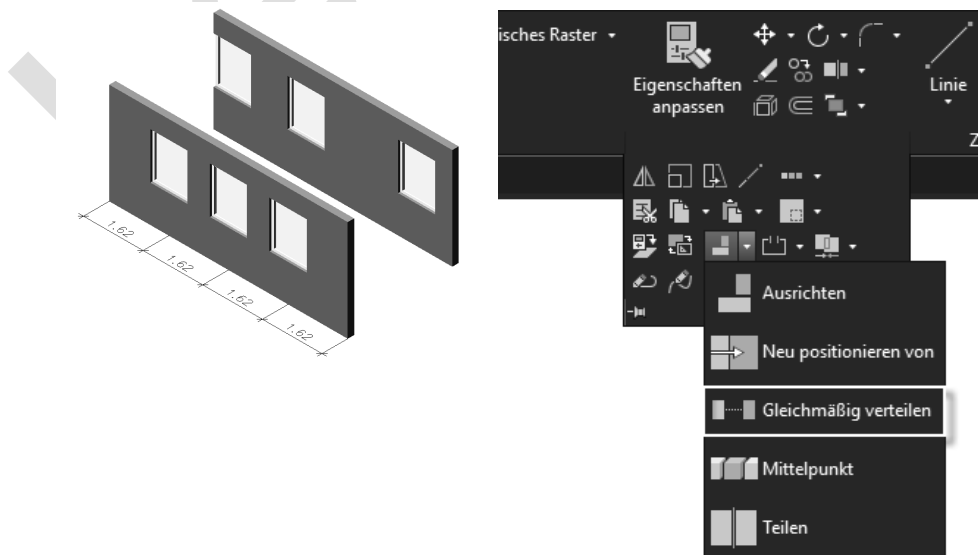 1.62
1.62
1.62
1.62
isches Raster
Eigenschaften
anpassen
Linie
Z
Ausrichten
Neu positionieren von
Gleichmäßig verteilen
Mittelpunkt
Teilen